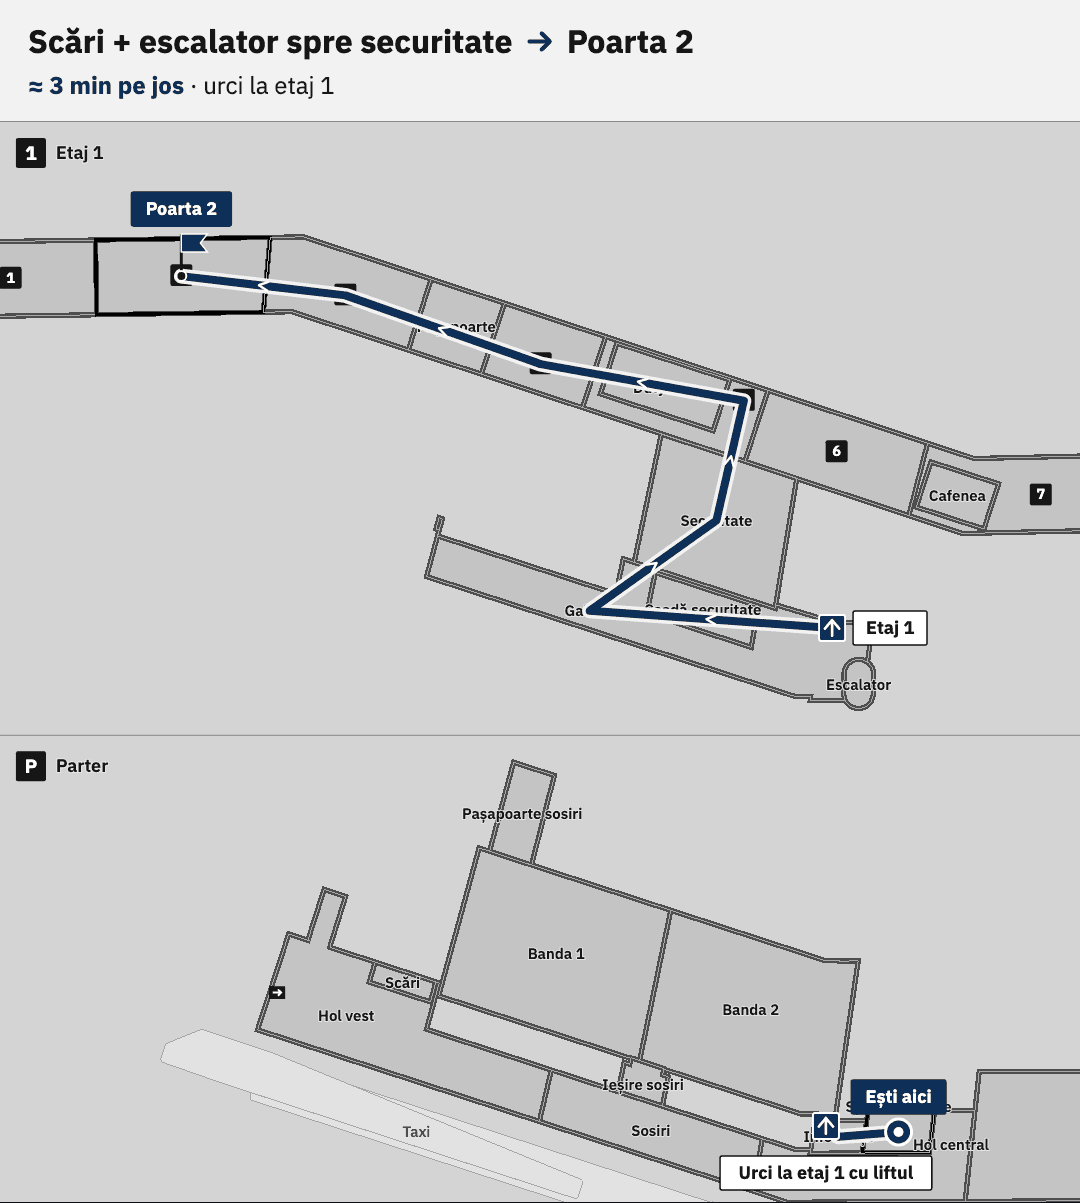 Scări + escalator spre securitate → Poarta 2
≈ 3 min pe jos · urci la etaj 1
1 Etaj 1
Poarta 2
1
6
Cafenea
7
Etaj 1
Escalator
P Parter
Pașapoarte sosiri
Banda 1
Scări
Banda 2
Hol vest
Ieșire sosiri
Ești aici
Taxi
Sosiri
Hol central
Urci la etaj 1 cu liftul